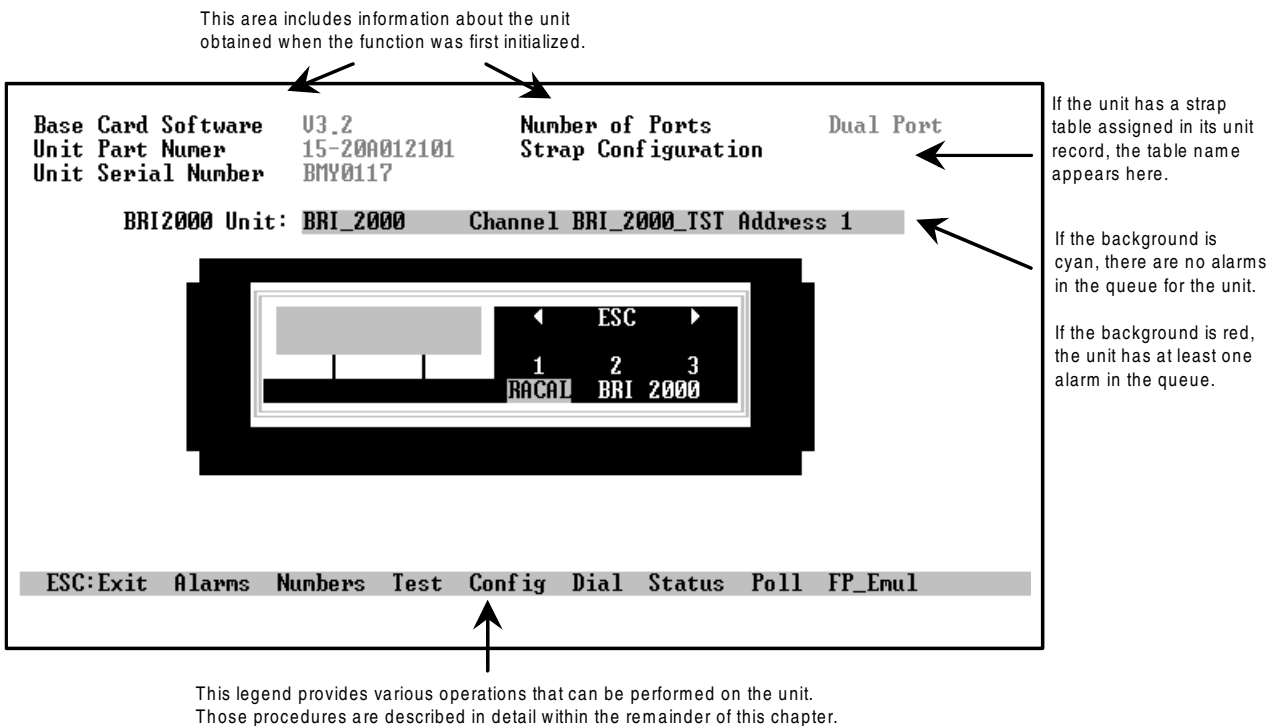 This area includes information about the unit
obtained when the function was first initialized.
Base Card Software V3.2 Number of Ports Dual Port
Unit Part Numer 15-20A012101 Strap Configuration
Unit Serial Number BMY0117
If the unit has a strap
table assigned in its unit
record, the table name
appears here.
BRI2000 Unit: BRI_2000 Channel BRI_2000_TST Address 1
If the background is
cyan, there are no alarms
in the queue for the unit.
If the background is red,
the unit has at least one
alarm in the queue.
ESC
1 2 3
RACAL BRI 2000
ESC:Exit Alarms Numbers Test Config Dial Status Poll FP_Emul
This legend provides various operations that can be performed on the unit.
Those procedures are described in detail within the remainder of this chapter.